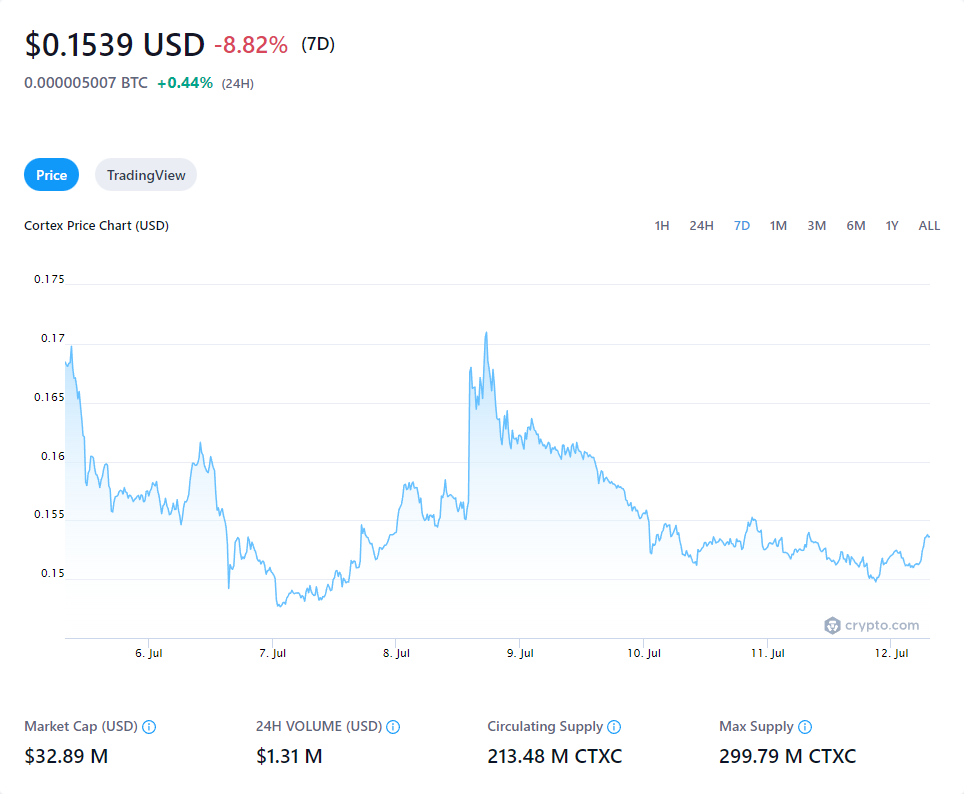 $0.1539 USD -8.82% (7D)
0.000005007 BTC +0.44% (24H)
Price TradingView
Cortex Price Chart (USD) 1H 24H 7D 1M 3M 6M 1Y ALL
0.175
0.17
0.165
0.16
0.155
0.15
crypto.com
6. Jul 7. Jul 8. Jul 9. Jul 10. Jul 11. Jul 12. Jul
Market Cap (USD) 24H VOLUME (USD) Circulating Supply Max Supply
$32.89 M $1.31 M 213.48 M CTXC 299.79 M CTXC